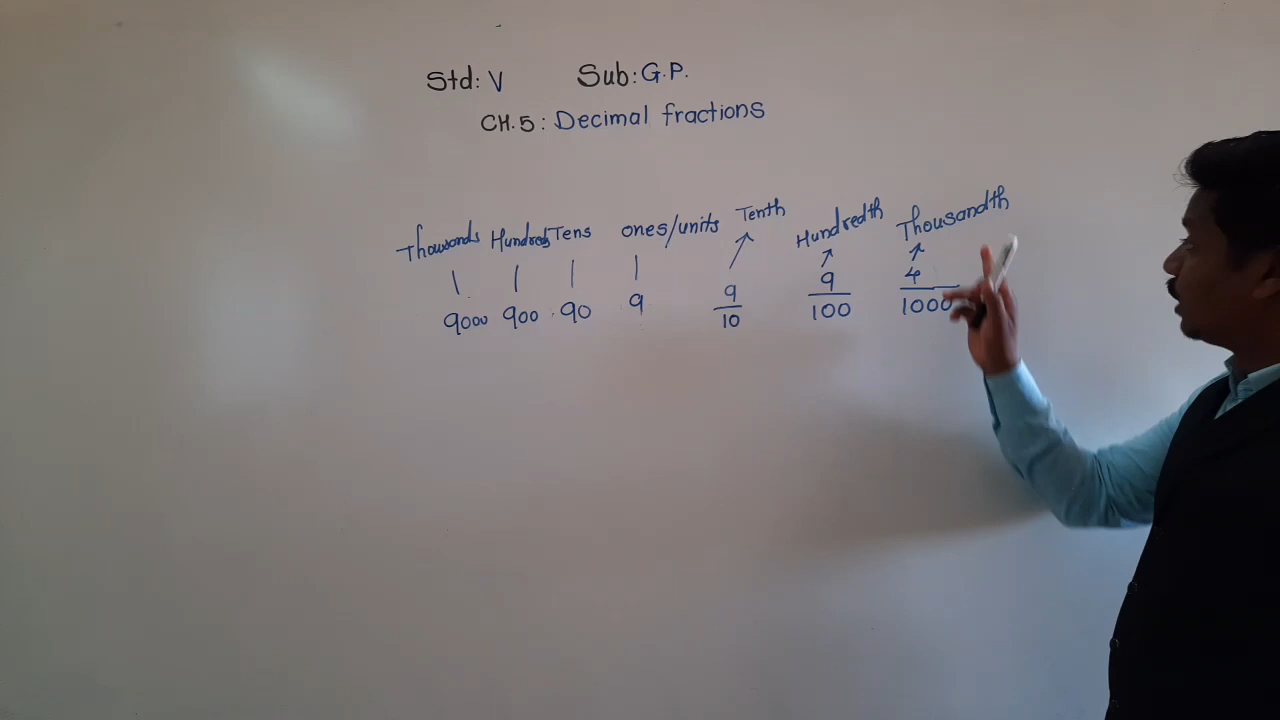 Std: V Sub: G.P.
CH.5: Decimal fractions
Thousands Hundreds Tens ones/units Tenth Hundredth Thousandth
9000 900 90 9 9/10 9/100 4/1000